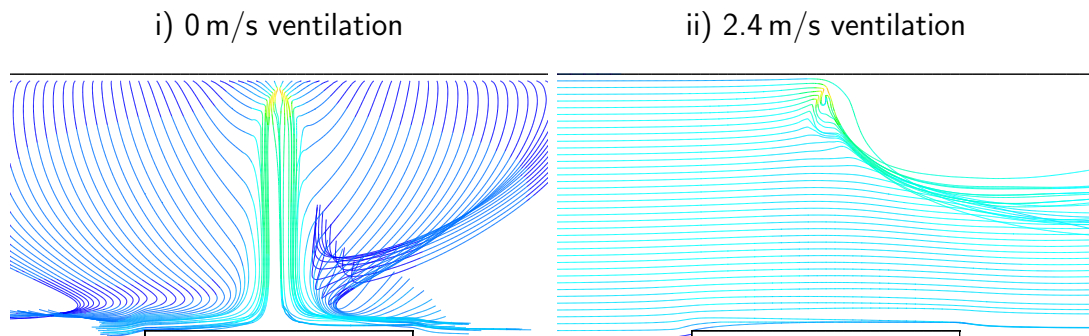 i) 0 m/s ventilation
ii) 2.4 m/s ventilation